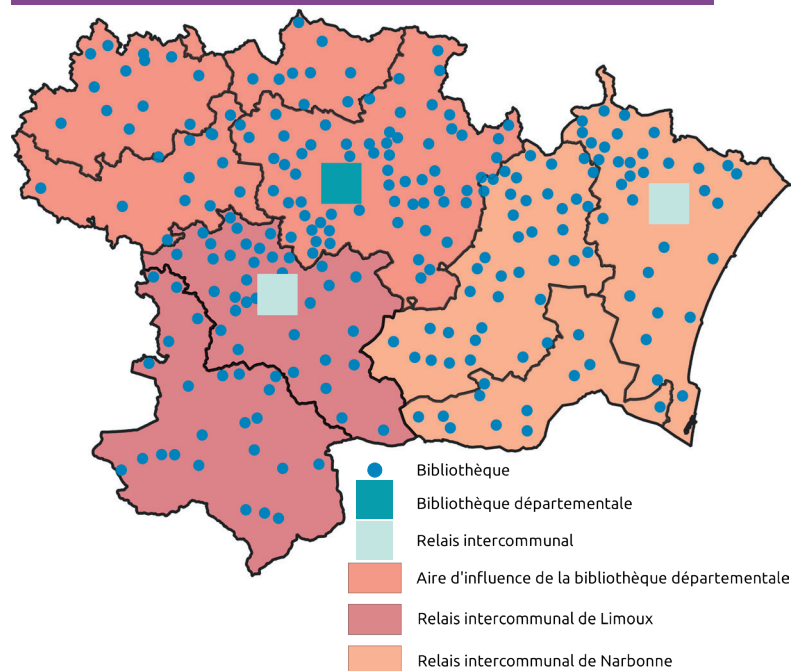 Bibliothèque
Bibliothèque départementale
Relais intercommunal
Aire d'influence de la bibliothèque départementale
Relais intercommunal de Limoux
Relais intercommunal de Narbonne